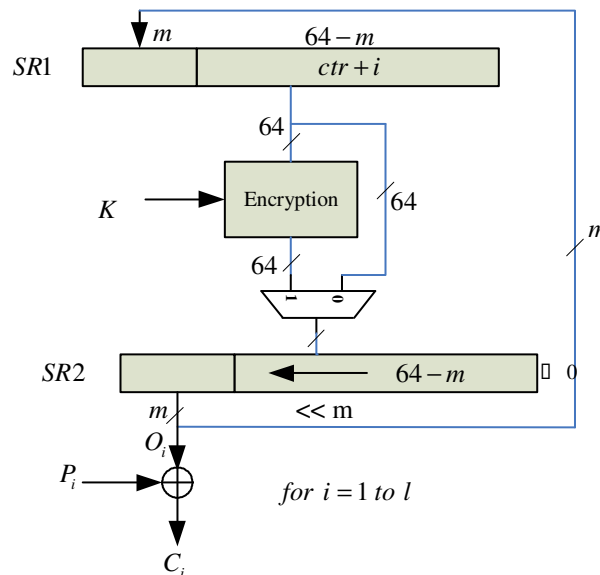 m
64 − m
SR1
ctr + i
64
K
Encryption
64
64
m
1
0
SR2
64 − m
▯ 0
m
<< m
O_i
P_i
for i = 1 to l
C_i